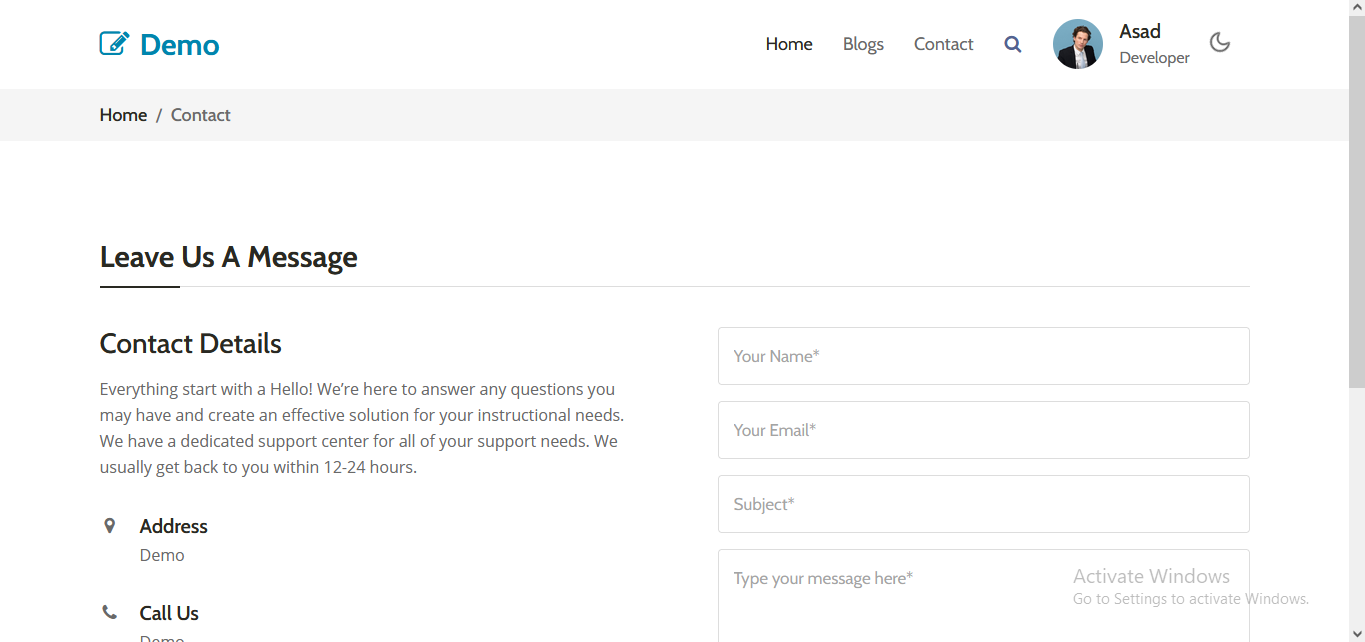 Demo
Home Blogs Contact
Asad
Developer
Home / Contact
Leave Us A Message
Contact Details
Everything start with a Hello! We’re here to answer any questions you
may have and create an effective solution for your instructional needs.
We have a dedicated support center for all of your support needs. We
usually get back to you within 12-24 hours.
Address
Demo
Call Us
Demo
Your Name*
Your Email*
Subject*
Type your message here*
Activate Windows
Go to Settings to activate Windows.